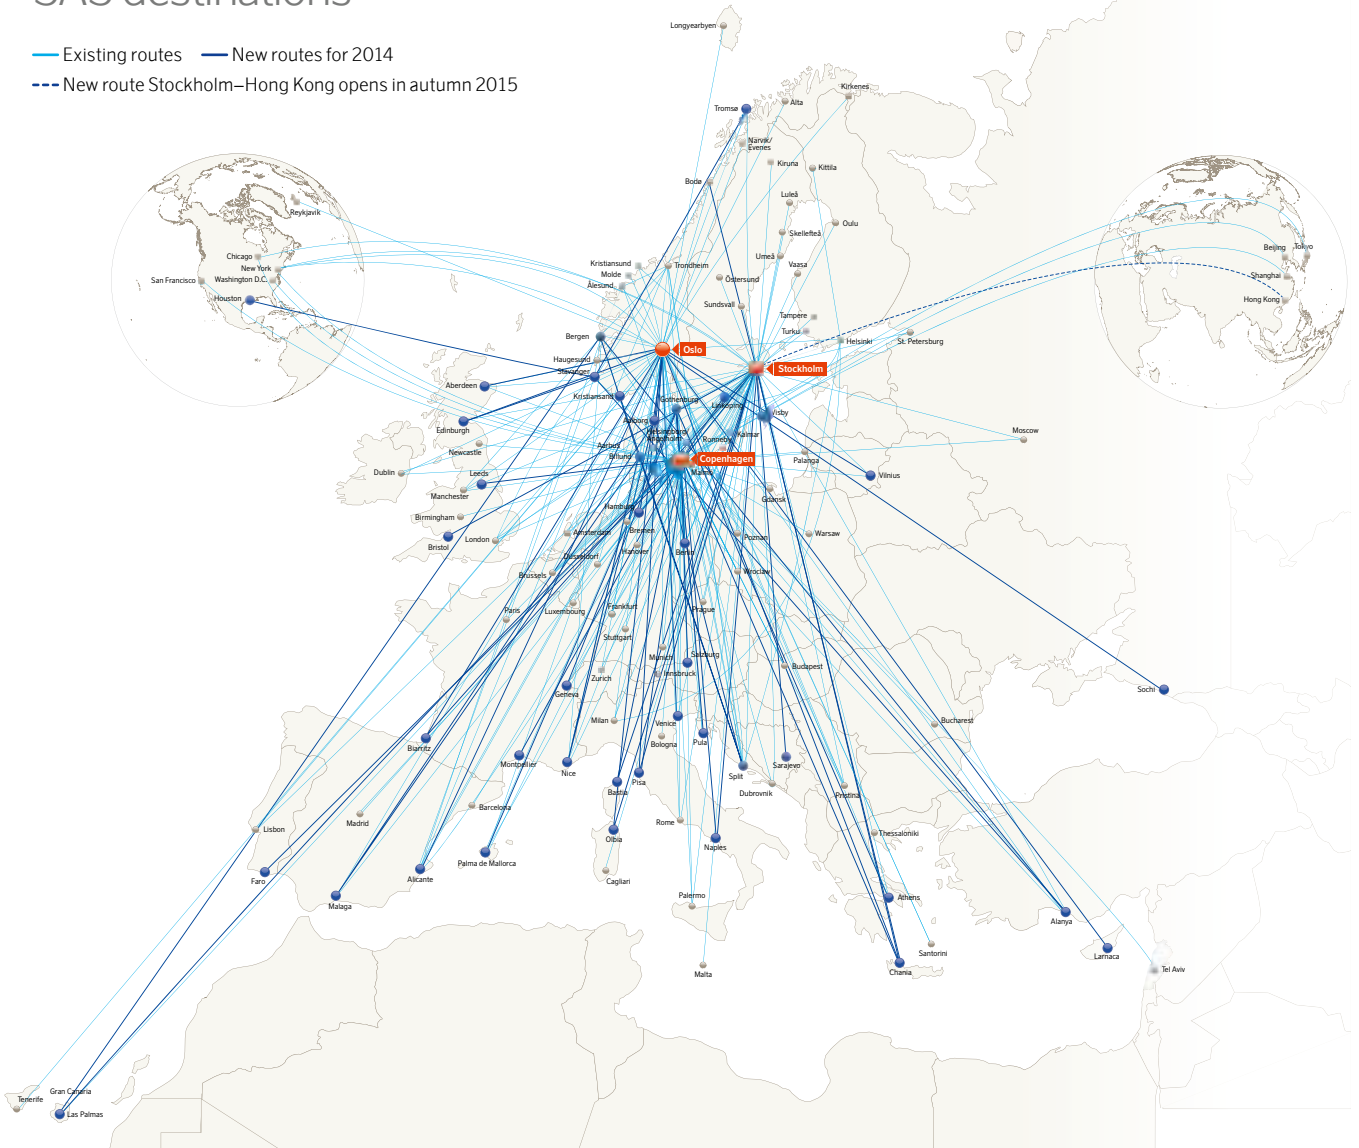 SAS destinations
Existing routes
New routes for 2014
New route Stockholm–Hong Kong opens in autumn 2015
Longyearbyen
Kirkenes
Alta
Tromsø
Narvik/
Evenes
Kiruna
Kittila
Bodø
Luleå
Reykjavik
Oulu
Skellefteå
Chicago
New York
San Francisco
Washington D.C.
Houston
Beijing
Tokyo
Shanghai
Hong Kong
Umeå
Vaasa
Kristiansund
Molde
Ålesund
Trondheim
Östersund
Sundsvall
Tampere
Turku
Helsinki
St. Petersburg
Bergen
Oslo
Haugesund
Stavanger
Stockholm
Aberdeen
Kristiansand
Gothenburg
Linköping
Visby
Edinburgh
Aalborg
Helsingborg/
Ängelholm
Ronneby
Kalmar
Moscow
Newcastle
Aarhus
Billund
Copenhagen
Malmö
Palanga
Dublin
Leeds
Vilnius
Manchester
Gdansk
Hamburg
Birmingham
Bristol
London
Amsterdam
Bremen
Hanover
Berlin
Poznan
Warsaw
Düsseldorf
Brussels
Wroclaw
Paris
Luxembourg
Frankfurt
Prague
Stuttgart
Munich
Salzburg
Innsbruck
Budapest
Zurich
Geneva
Sochi
Milan
Venice
Bologna
Pula
Bucharest
Biarritz
Montpellier
Nice
Bastia
Pisa
Split
Sarajevo
Dubrovnik
Pristina
Barcelona
Madrid
Lisbon
Rome
Olbia
Naples
Thessaloniki
Palma de Mallorca
Faro
Alicante
Cagliari
Malaga
Palermo
Athens
Alanya
Santorini
Chania
Larnaca
Malta
Tel Aviv
Gran Canaria
Tenerife
Las Palmas